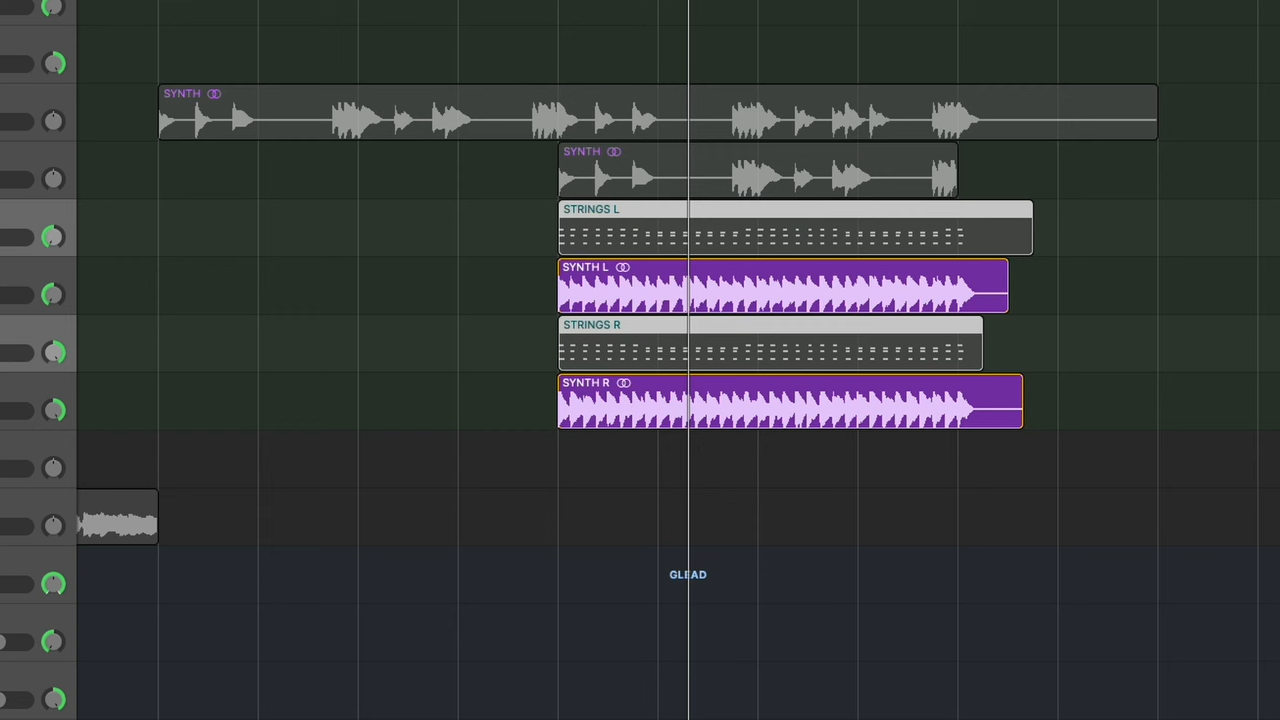 SYNTH
SYNTH
STRINGS L
SYNTH L
STRINGS R
SYNTH R
GLEAD